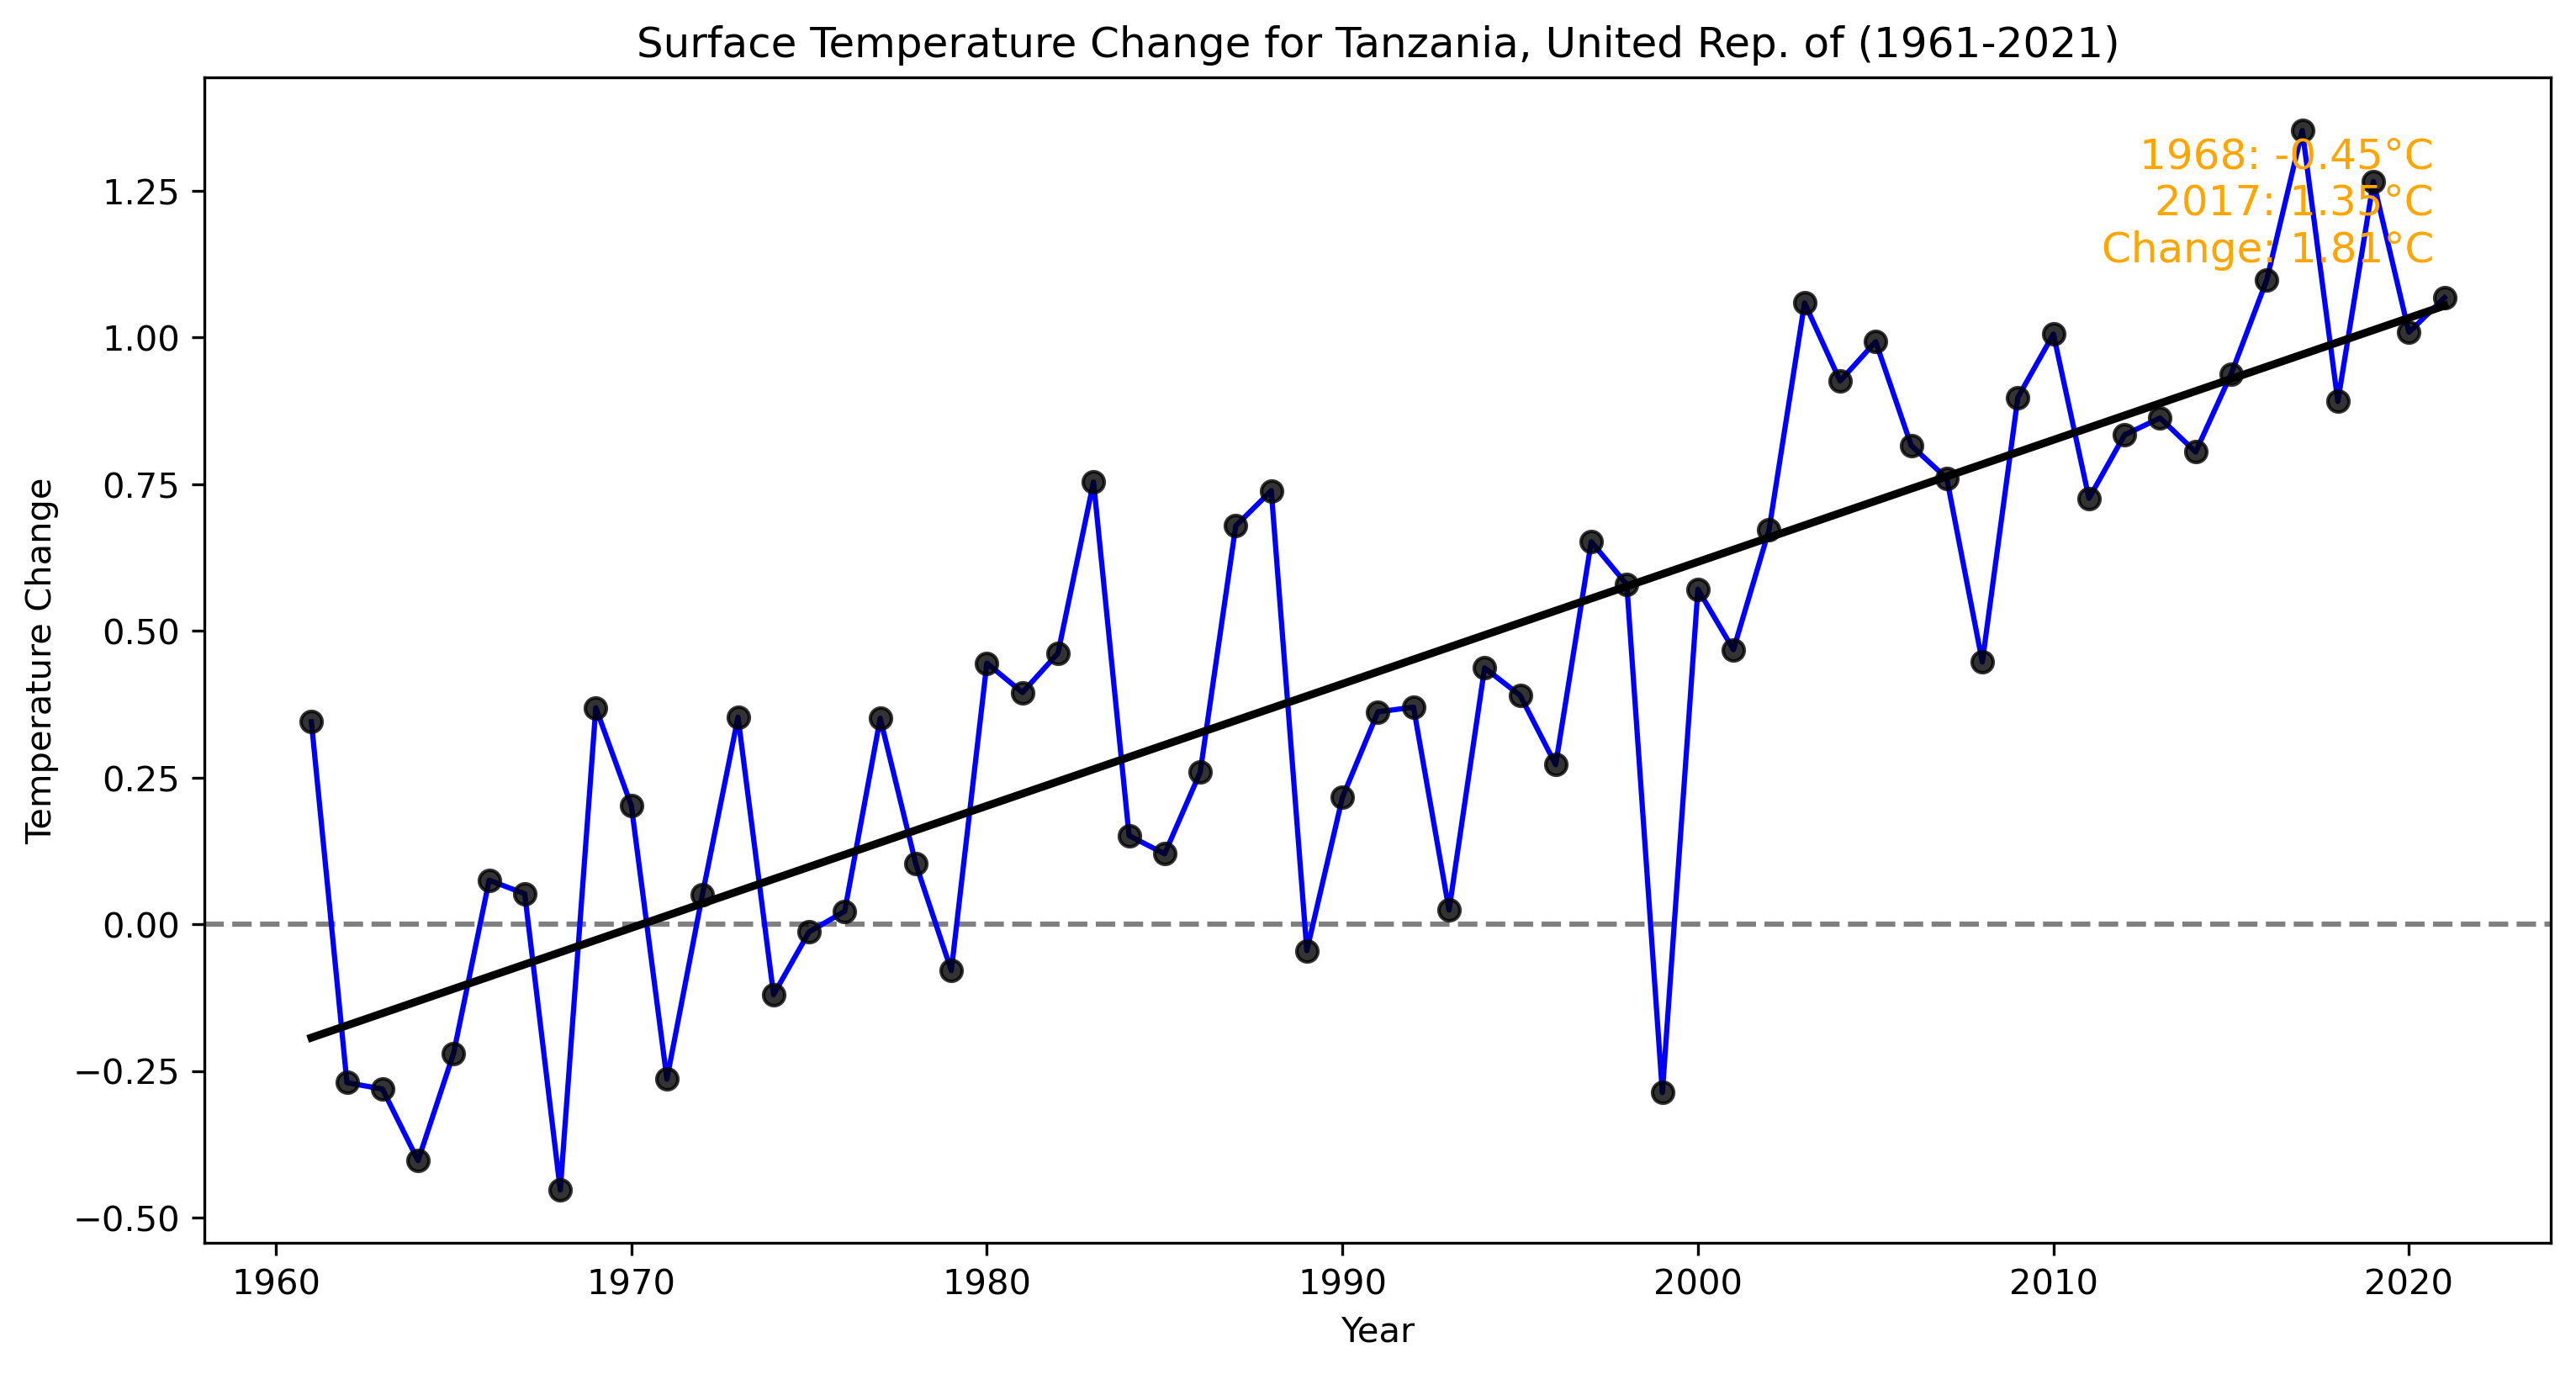 Surface Temperature Change for Tanzania, United Rep. of (1961-2021)
1968: -0.45°C
2017: 1.35°C
Change: 1.81°C
1.25
1.00
0.75
0.50
0.25
0.00
−0.25
−0.50
Temperature Change
1960 1970 1980 1990 2000 2010 2020
Year